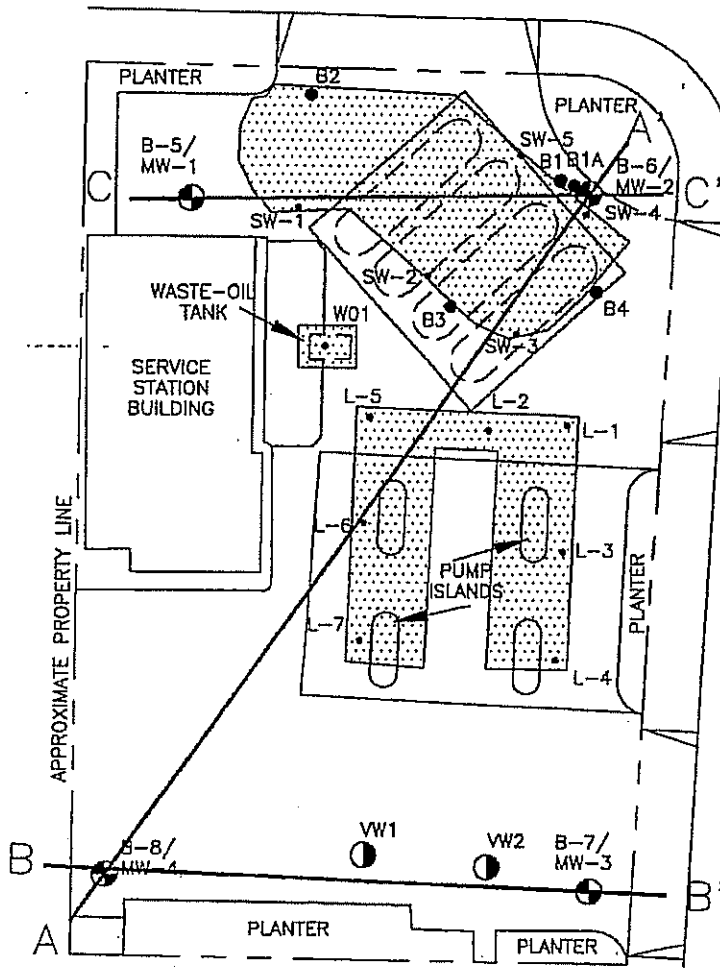 PLANTER
B2
PLANTER
A'
SW-5
B1
B1A
B-5/
MW-1
B-6/
MW-2
C
C'
SW-1
SW-4
SW-2
WASTE-OIL
TANK
WO1
B3
B4
SW-3
SERVICE
STATION
BUILDING
L-5
L-2
L-1
L-6
L-3
PUMP
ISLANDS
PLANTER
L-7
L-4
APPROXIMATE PROPERTY LINE
B
B-8/
MW-4
VW1
VW2
B-7/
MW-3
B'
A
PLANTER
PLANTER